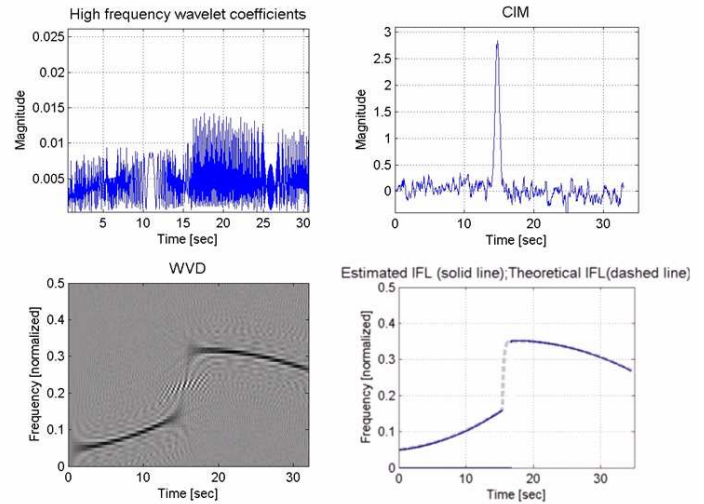 High frequency wavelet coefficients
0.025
0.02
0.015
0.01
0.005
Magnitude
5 10 15 20 25 30
Time [sec]
CIM
3
2.5
2
1.5
1
0.5
0
Magnitude
0 10 20 30
Time [sec]
WVD
0.5
0.4
0.3
0.2
0.1
0
Frequency [normalized]
0 10 20 30
Time [sec]
Estimated IFL (solid line);Theoretical IFL(dashed line)
0.5
0.4
0.3
0.2
0.1
0
Frequency [normalized]
0 10 20 30
Time [sec]